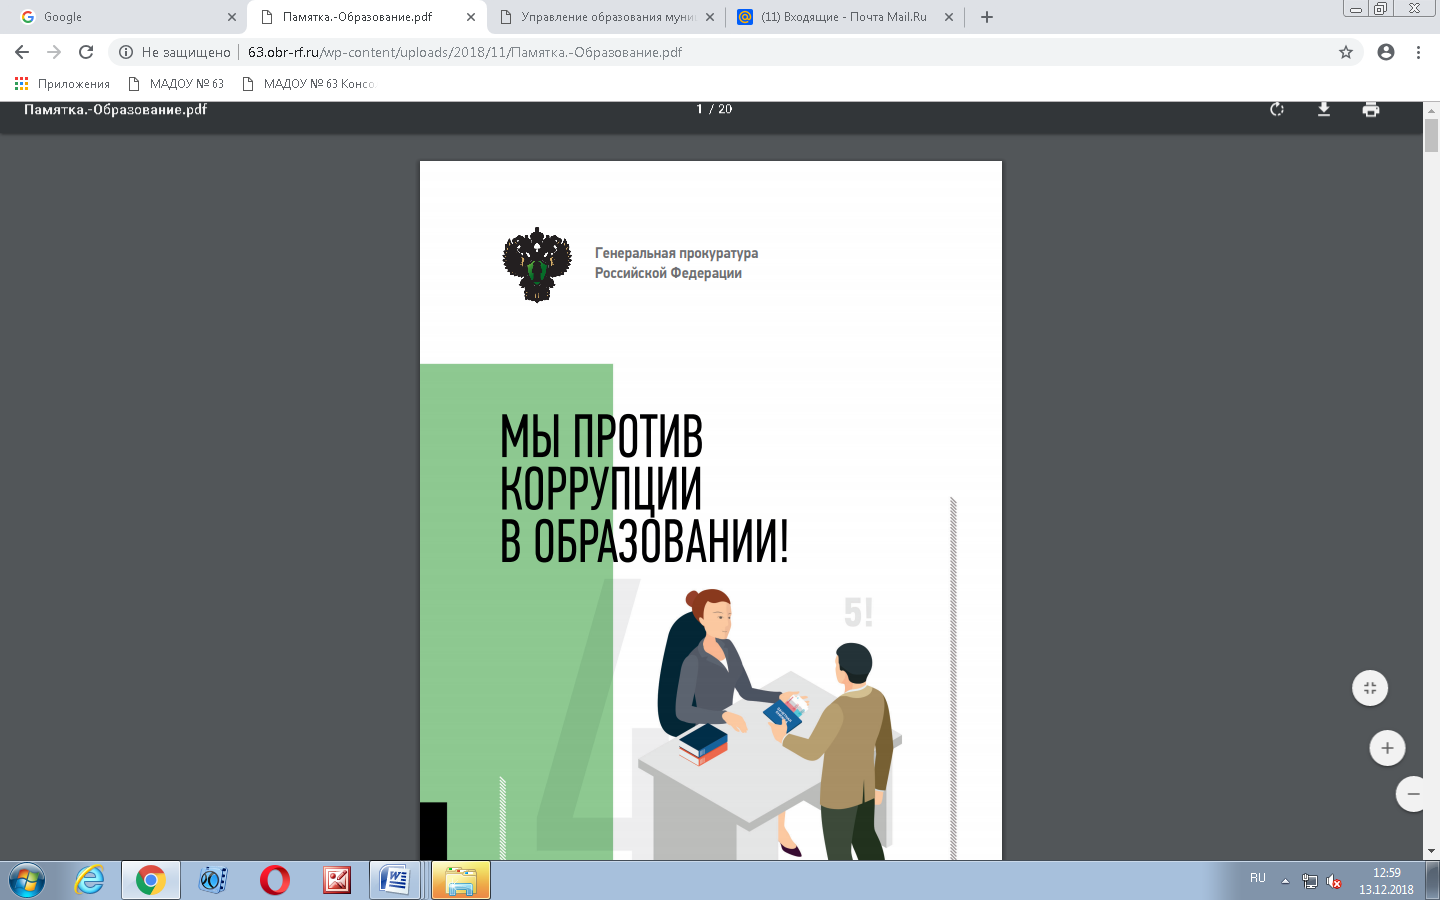 Google
Памятка.-Образование.pdf
Управление образования муни
(11) Входящие - Почта Mail.Ru
Не защищено
63.obr-rf.ru/wp-content/uploads/2018/11/Памятка.-Образование.pdf
Приложения
МАДОУ № 63
МАДОУ № 63 Консо
Памятка.-Образование.pdf
1 / 20
Генеральная прокуратура
Российской Федерации
МЫ ПРОТИВ
КОРРУПЦИИ
В ОБРАЗОВАНИИ!
4
5!
RU
12:59
13.12.2018